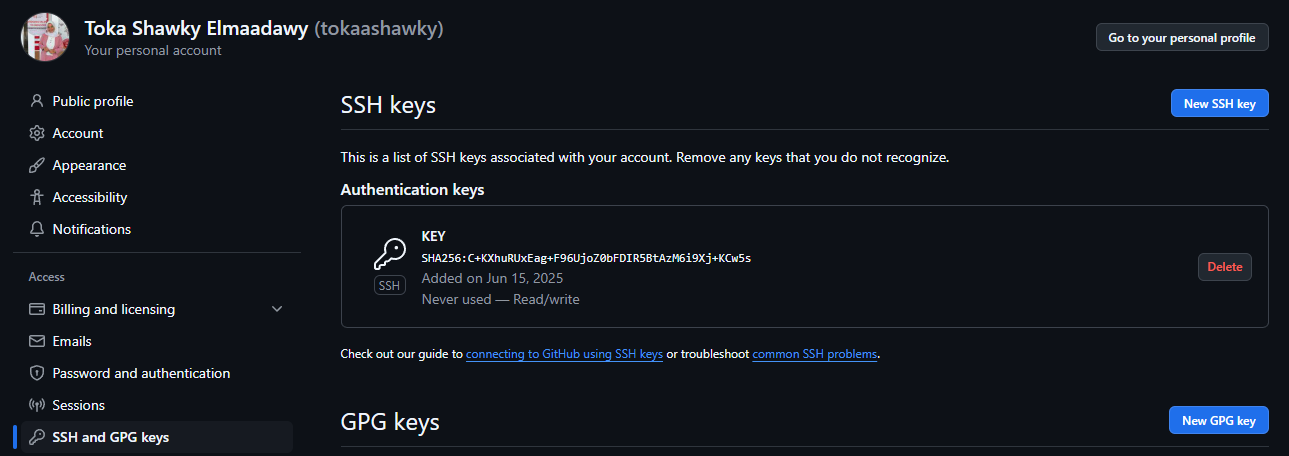 Toka Shawky Elmaadawy (tokaashawky)
Your personal account
Go to your personal profile
Public profile
Account
Appearance
Accessibility
Notifications
Access
Billing and licensing
Emails
Password and authentication
Sessions
SSH and GPG keys
SSH keys
New SSH key
This is a list of SSH keys associated with your account. Remove any keys that you do not recognize.
Authentication keys
KEY
SHA256:C+KXhuRUxEag+F96UjoZ0bFDIR5BtAzM6i9Xj+KCw5s
Added on Jun 15, 2025
Never used — Read/write
SSH
Delete
Check out our guide to connecting to GitHub using SSH keys or troubleshoot common SSH problems.
GPG keys
New GPG key